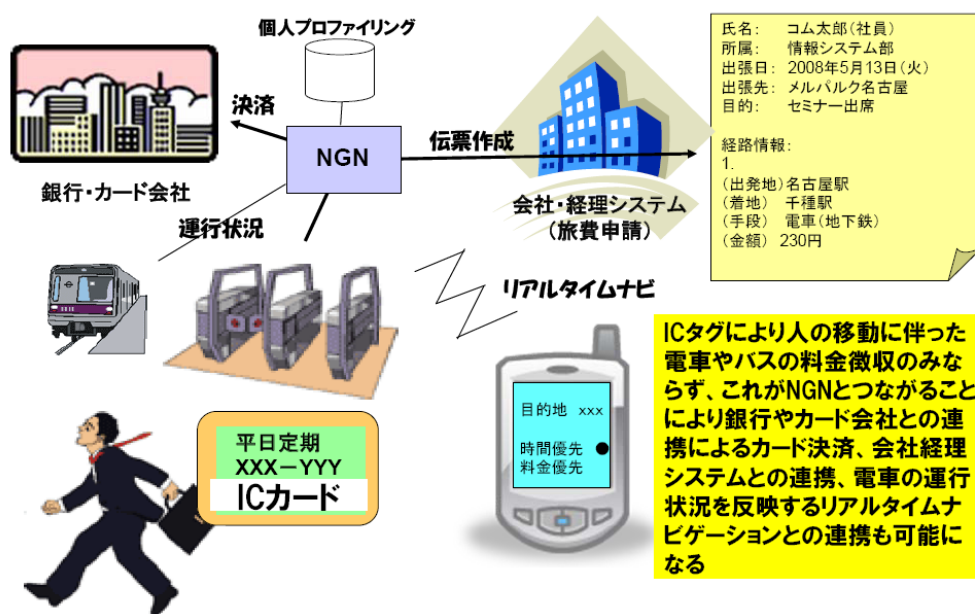 個人プロファイリング
決済
NGN
伝票作成
銀行・カード会社
運行状況
会社・経理システム
(旅費申請)
リアルタイムナビ
氏名: コム太郎(社員)
所属: 情報システム部
出張日: 2008年5月13日(火)
出張先: メルパルク名古屋
目的: セミナー出席
経路情報:
1.
(出発地)名古屋駅
(着地) 千種駅
(手段) 電車(地下鉄)
(金額) 230円
目的地 xxx
時間優先 ●
料金優先
平日定期
XXX-YYY
ICカード
ICタグにより人の移動に伴った
電車やバスの料金徴収のみな
らず、これがNGNとつながること
により銀行やカード会社との連
携によるカード決済、会社経理
システムとの連携、電車の運行
状況を反映するリアルタイムナ
ビゲーションとの連携も可能に
なる